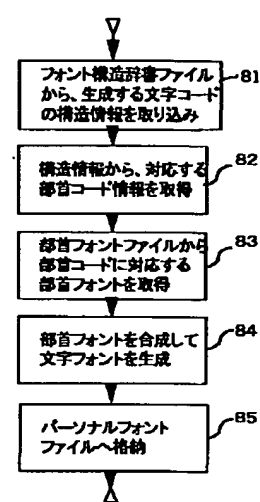 フォント構造辞書ファイル
から、生成する文字コード
の構造情報を取り込み
81
構造情報から、対応する
部首コード情報を取得
82
部首フォントファイルから
部首コードに対応する
部首フォントを取得
83
部首フォントを合成して
文字フォントを生成
84
パーソナルフォント
ファイルへ格納
85